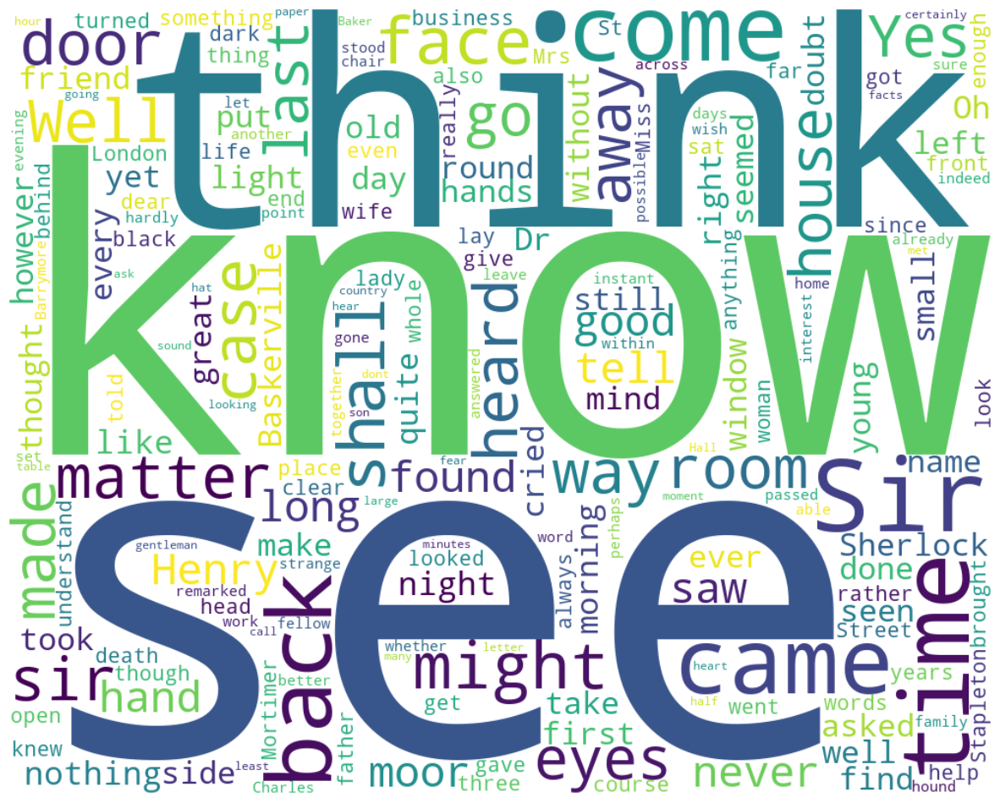 hour
turned
something
paper
Baker
business
St
certainly
door
dark
stood
face
come
Yes
thing
chair
Mrs
across
far
sure
enough
friend
think
last
also
doubt
got
going
let
put
really
go
without
away
Miss
days
facts
Well
another
old
wish
house
Oh
evening
London
life
even
round
sat
left
however
behind
yet
light
day
hands
possible
right
seemed
front
dear
end
indeed
hardly
point
wife
every
black
Dr
lay
since
already
Barrymore
know
case
Baskerville
give
heard
met
ask
lady
leave
instant
anything
home
small
hat
country
still
great
hear
whole
good
interest
thought
sound
shall
gone
quite
within
window
woman
young
told
dont
tell
together
son
answered
mind
look
looking
like
set
cried
Hall
table
matter
place
found
fear
way
room
Sir
name
made
clear
long
large
moment
passed
able
understand
see
gentleman
make
minutes
word
perhaps
Sherlock
Henry
strange
looked
always
morning
ever
done
remarked
night
saw
rather
brought
head
back
seen
work
fellow
Street
took
call
time
death
whether
letter
might
came
Stapleton
sir
though
many
heart
years
hand
better
open
Mortimer
get
take
half
went
words
father
first
asked
family
knew
well
eyes
nothing
side
least
moor
gave
never
find
help
Charles
three
course
hound